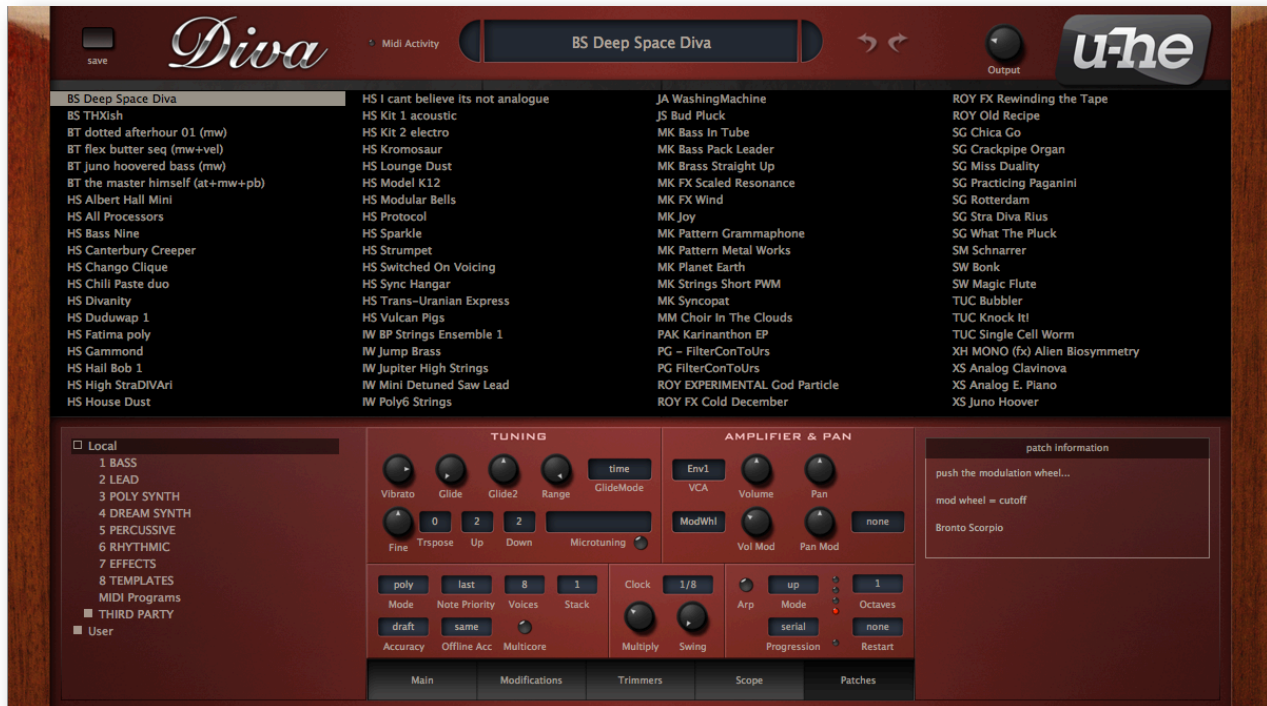 save
Diva
Midi Activity
BS Deep Space Diva
Output
u-he
BS Deep Space Diva
BS THXish
BT dotted afterhour 01 (mw)
BT flex butter seq (mw+vel)
BT juno hoovered bass (mw)
BT the master himself (at+mw+pb)
HS Albert Hall Mini
HS All Processors
HS Bass Nine
HS Canterbury Creeper
HS Chango Clique
HS Chili Paste duo
HS Divanity
HS Duduwap 1
HS Fatima poly
HS Gammond
HS Hail Bob 1
HS High StraDIVAri
HS House Dust
HS I cant believe its not analogue
HS Kit 1 acoustic
HS Kit 2 electro
HS Kromosaur
HS Lounge Dust
HS Model K12
HS Modular Bells
HS Protocol
HS Sparkle
HS Strumpet
HS Switched On Voicing
HS Sync Hangar
HS Trans-Uranian Express
HS Vulcan Pigs
IW BP Strings Ensemble 1
IW Jump Brass
IW Jupiter High Strings
IW Mini Detuned Saw Lead
IW Poly6 Strings
JA WashingMachine
JS Bud Pluck
MK Bass In Tube
MK Bass Pack Leader
MK Brass Straight Up
MK FX Scaled Resonance
MK FX Wind
MK Joy
MK Pattern Grammaphone
MK Pattern Metal Works
MK Planet Earth
MK Strings Short PWM
MK Syncopat
MM Choir In The Clouds
PAK Karinanthon EP
PG - FilterConToUrs
PG FilterConToUrs
ROY EXPERIMENTAL God Particle
ROY FX Cold December
ROY FX Rewinding the Tape
ROY Old Recipe
SG Chica Go
SG Crackpipe Organ
SG Miss Duality
SG Practicing Paganini
SG Rotterdam
SG Stra Diva Rius
SG What The Pluck
SM Schnarrer
SW Bonk
SW Magic Flute
TUC Bubbler
TUC Knock It!
TUC Single Cell Worm
XH MONO (fx) Alien Biosymmetry
XS Analog Clavinova
XS Analog E. Piano
XS Juno Hoover
Local
1 BASS
2 LEAD
3 POLY SYNTH
4 DREAM SYNTH
5 PERCUSSIVE
6 RHYTHMIC
7 EFFECTS
8 TEMPLATES
MIDI Programs
THIRD PARTY
User
TUNING
time
Vibrato Glide Glide2 Range GlideMode
0 2 2
Fine Trspose Up Down Microtuning
AMPLIFIER & PAN
Env1
VCA Volume Pan
ModWhl none
Vol Mod Pan Mod
poly last 8 1
Mode Note Priority Voices Stack
draft same
Accuracy Offline Acc Multicore
Clock 1/8
Multiply Swing
up 1
Arp Mode Octaves
serial none
Progression Restart
Main Modifications Trimmers Scope Patches
patch information
push the modulation wheel...
mod wheel = cutoff
Bronto Scorpio